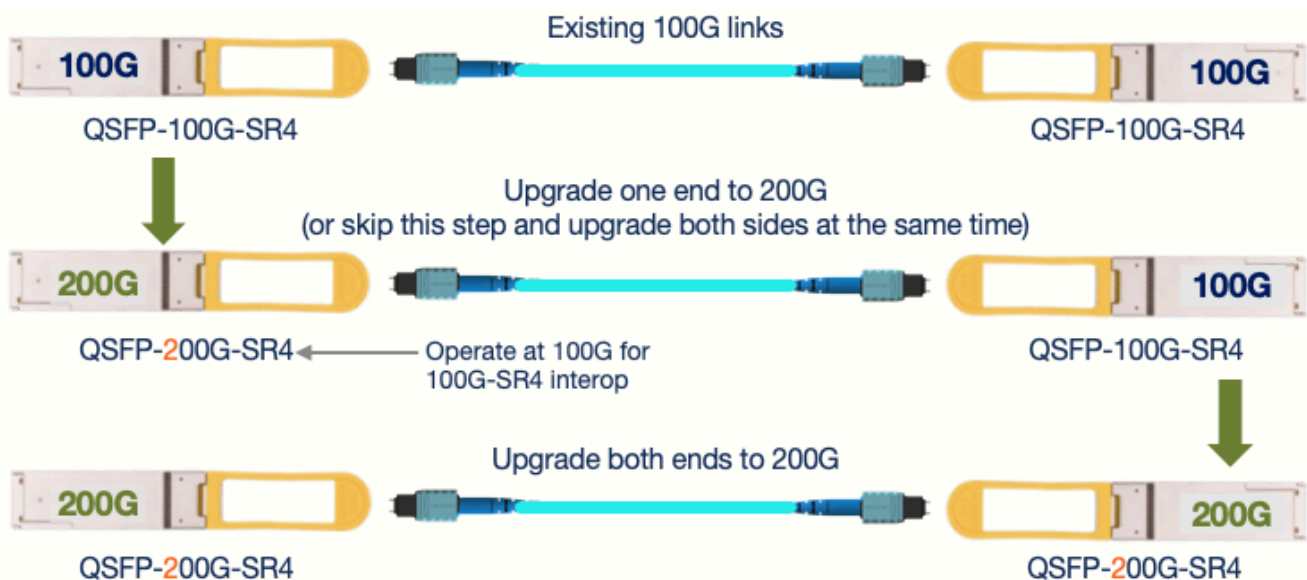 Existing 100G links
100G
100G
QSFP-100G-SR4
QSFP-100G-SR4
Upgrade one end to 200G
(or skip this step and upgrade both sides at the same time)
200G
100G
QSFP-200G-SR4
Operate at 100G for
100G-SR4 interop
QSFP-100G-SR4
Upgrade both ends to 200G
200G
200G
QSFP-200G-SR4
QSFP-200G-SR4